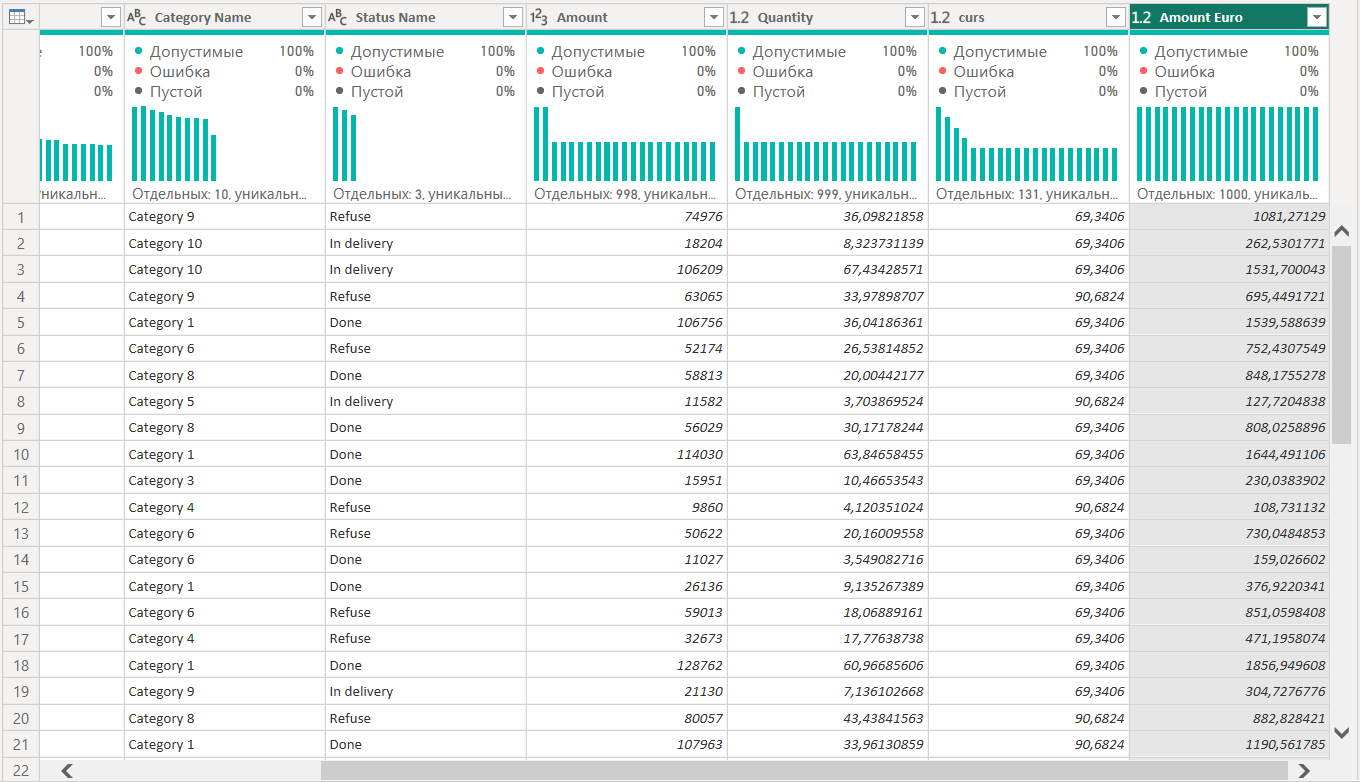 ABC Category Name ABC Status Name 123 Amount 1.2 Quantity 1.2 curs 1.2 Amount Euro
100% Допустимые 100% Допустимые 100% Допустимые 100% Допустимые 100% Допустимые 100% Допустимые 100%
0% Ошибка 0% Ошибка 0% Ошибка 0% Ошибка 0% Ошибка 0% Ошибка 0%
0% Пустой 0% Пустой 0% Пустой 0% Пустой 0% Пустой 0% Пустой 0%
уникальн... Отдельных: 10, уникальн... Отдельных: 3, уникальны... Отдельных: 998, уникальн... Отдельных: 999, уникальн... Отдельных: 131, уникальн... Отдельных: 1000, уникаль...
1 Category 9 Refuse 74976 36,09821858 69,3406 1081,27129
2 Category 10 In delivery 18204 8,323731139 69,3406 262,5301771
3 Category 10 In delivery 106209 67,43428571 69,3406 1531,700043
4 Category 9 Refuse 63065 33,97898707 90,6824 695,4491721
5 Category 1 Done 106756 36,04186361 69,3406 1539,588639
6 Category 6 Refuse 52174 26,53814852 69,3406 752,4307549
7 Category 8 Done 58813 20,00442177 69,3406 848,1755278
8 Category 5 In delivery 11582 3,703869524 90,6824 127,7204838
9 Category 8 Done 56029 30,17178244 69,3406 808,0258896
10 Category 1 Done 114030 63,84658455 69,3406 1644,491106
11 Category 3 Done 15951 10,46653543 69,3406 230,0383902
12 Category 4 Refuse 9860 4,120351024 90,6824 108,731132
13 Category 6 Refuse 50622 20,16009558 69,3406 730,0484853
14 Category 6 Done 11027 3,549082716 69,3406 159,026602
15 Category 1 Done 26136 9,135267389 69,3406 376,9220341
16 Category 6 Refuse 59013 18,06889161 69,3406 851,0598408
17 Category 4 Refuse 32673 17,77638738 69,3406 471,1958074
18 Category 1 Done 128762 60,96685606 69,3406 1856,949608
19 Category 9 In delivery 21130 7,136102668 69,3406 304,7276776
20 Category 8 Refuse 80057 43,43841563 90,6824 882,828421
21 Category 1 Done 107963 33,96130859 90,6824 1190,561785
22